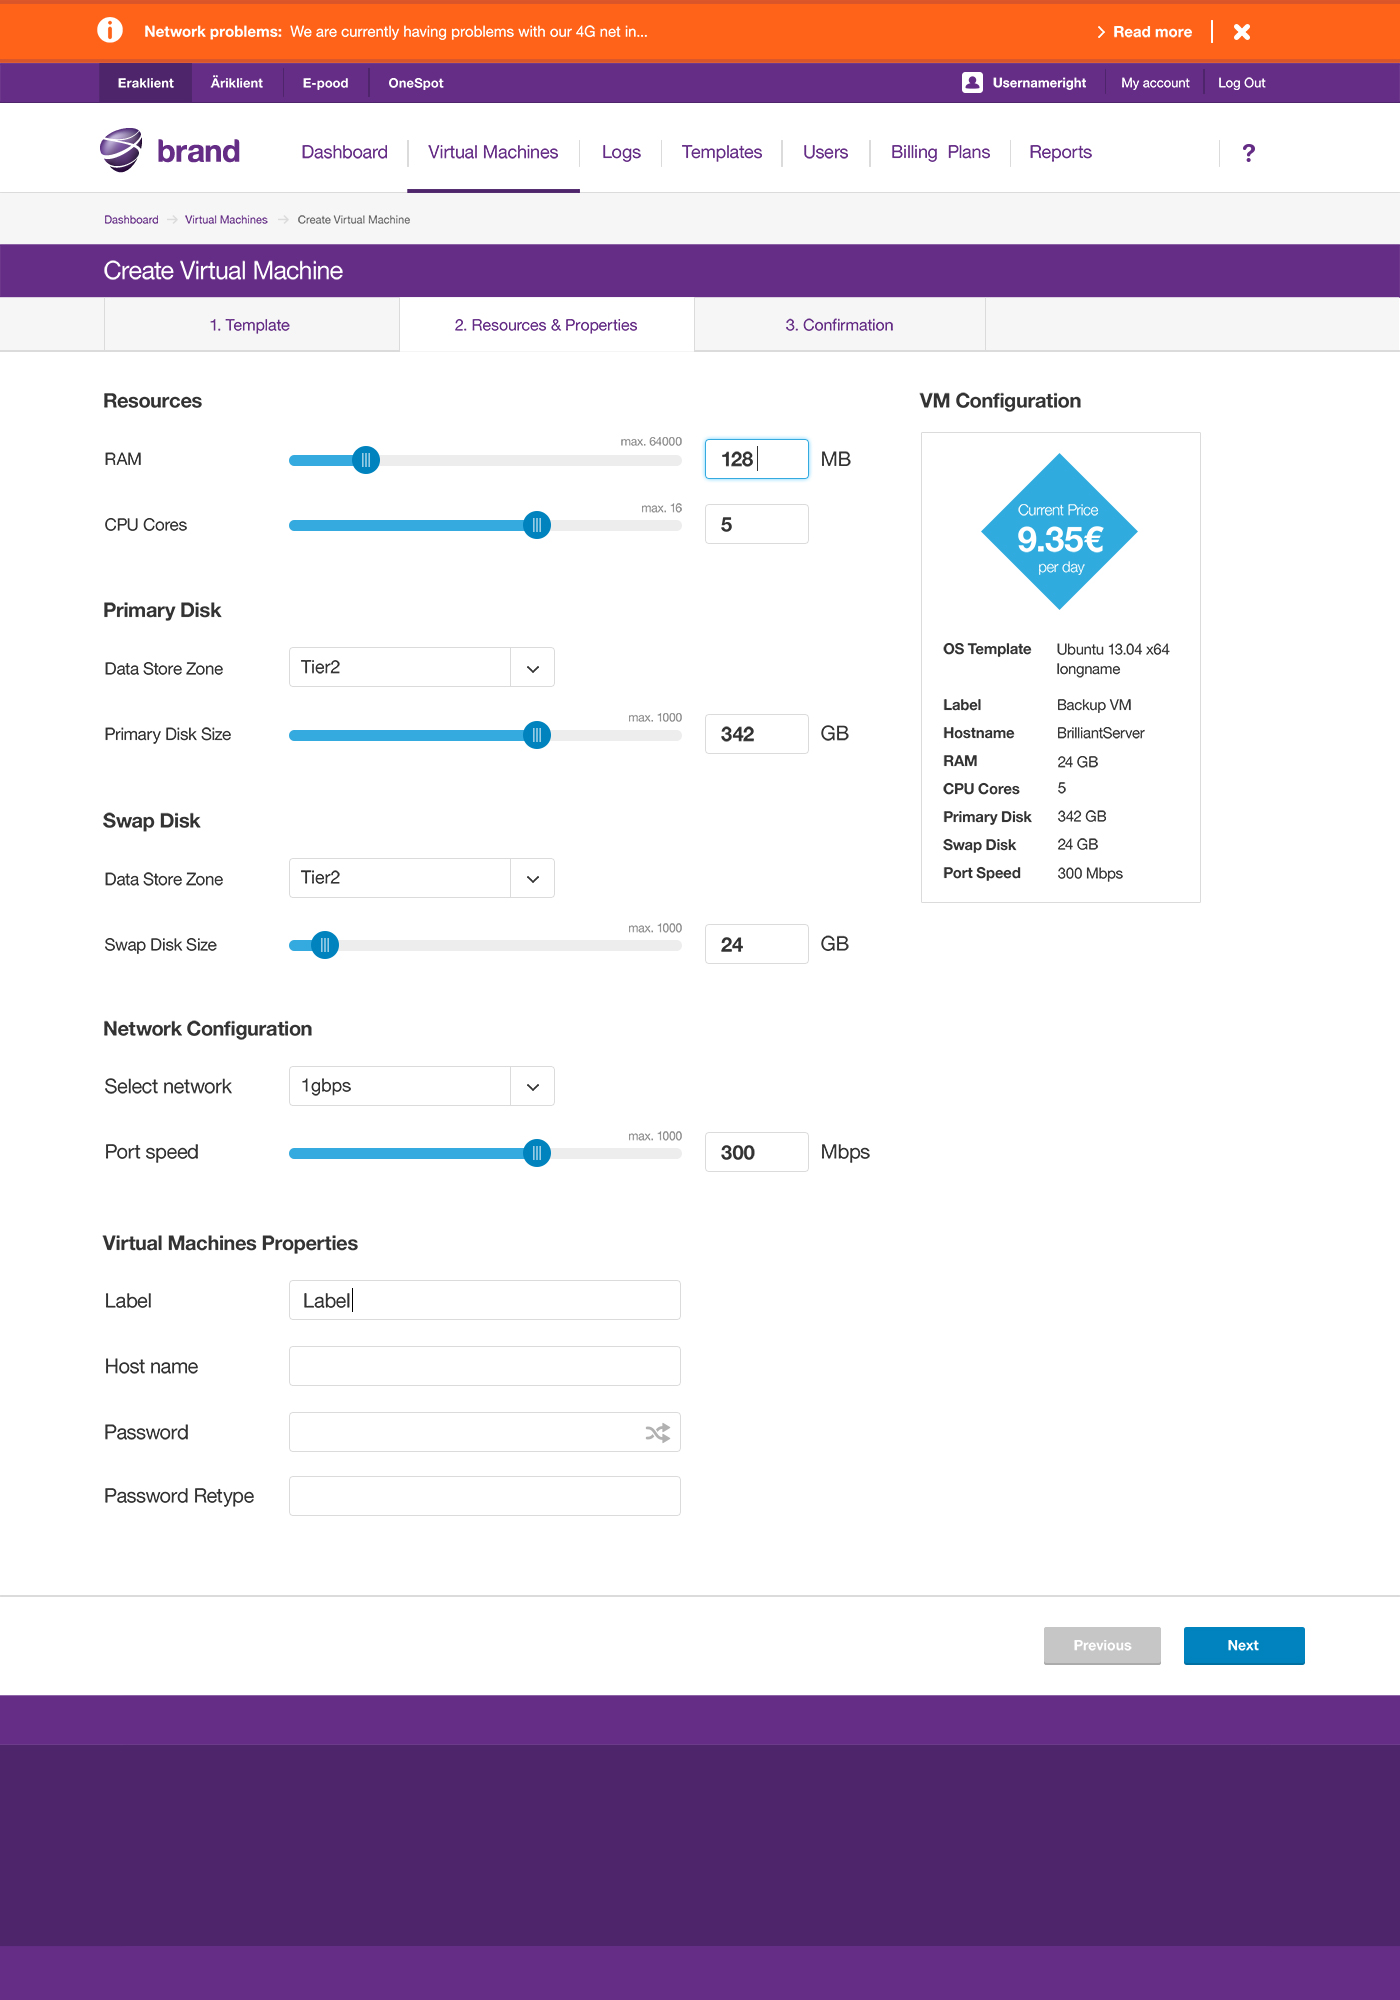 Network problems: We are currently having problems with our 4G net in...
Read more
Eraklient Äriklient E-pood OneSpot
Usernameright My account Log Out
brand
Dashboard Virtual Machines Logs Templates Users Billing Plans Reports ?
Dashboard Virtual Machines Create Virtual Machine
Create Virtual Machine
1. Template 2. Resources & Properties 3. Confirmation
Resources
max. 64000
RAM 128 MB
max. 16
CPU Cores 5
Primary Disk
Data Store Zone Tier2
max. 1000
Primary Disk Size 342 GB
Swap Disk
Data Store Zone Tier2
max. 1000
Swap Disk Size 24 GB
Network Configuration
Select network 1gbps
max. 1000
Port speed 300 Mbps
Virtual Machines Properties
Label Label
Host name
Password
Password Retype
VM Configuration
Current Price
9.35€
per day
OS Template Ubuntu 13.04 x64
longname
Label Backup VM
Hostname BrilliantServer
RAM 24 GB
CPU Cores 5
Primary Disk 342 GB
Swap Disk 24 GB
Port Speed 300 Mbps
Previous Next